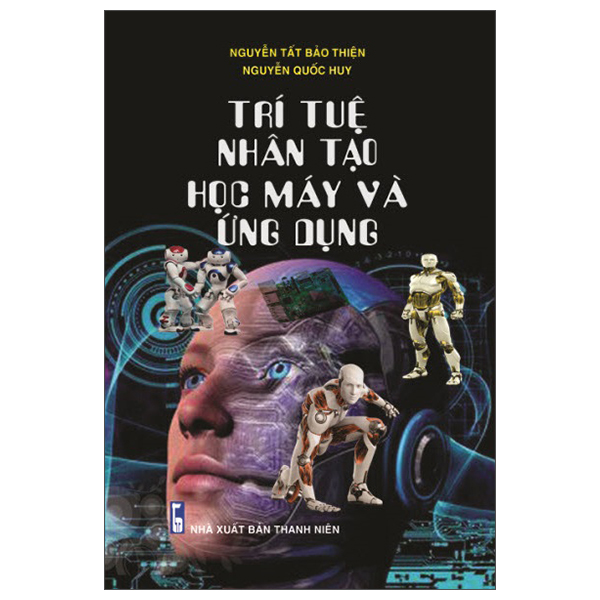 NGUYỄN TẤT BẢO THIỆN
NGUYỄN QUỐC HUY
TRÍ TUỆ
NHÂN TẠO
HỌC MÁY VÀ
ỨNG DỤNG
NHÀ XUẤT BẢN THANH NIÊN